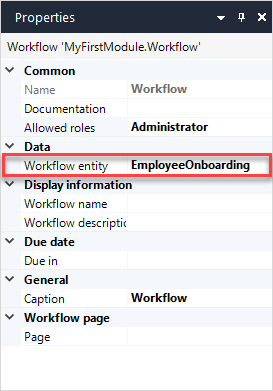 Properties
Workflow 'MyFirstModule.Workflow'
Common
Name Workflow
Documentation
Allowed roles Administrator
Data
Workflow entity EmployeeOnboarding
Display information
Workflow name
Workflow descriptio
Due date
Due in
General
Caption Workflow
Workflow page
Page